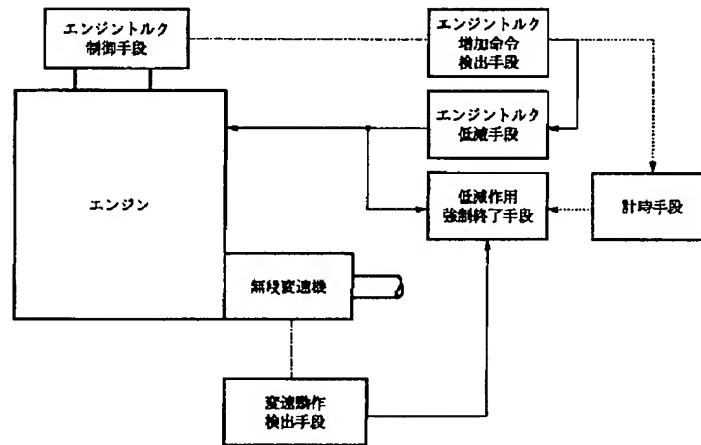 エンジントルク
制御手段
エンジントルク
増加命令
検出手段
エンジントルク
低減手段
エンジン
低減作用
強制終了手段
計時手段
無段変速機
変速動作
検出手段